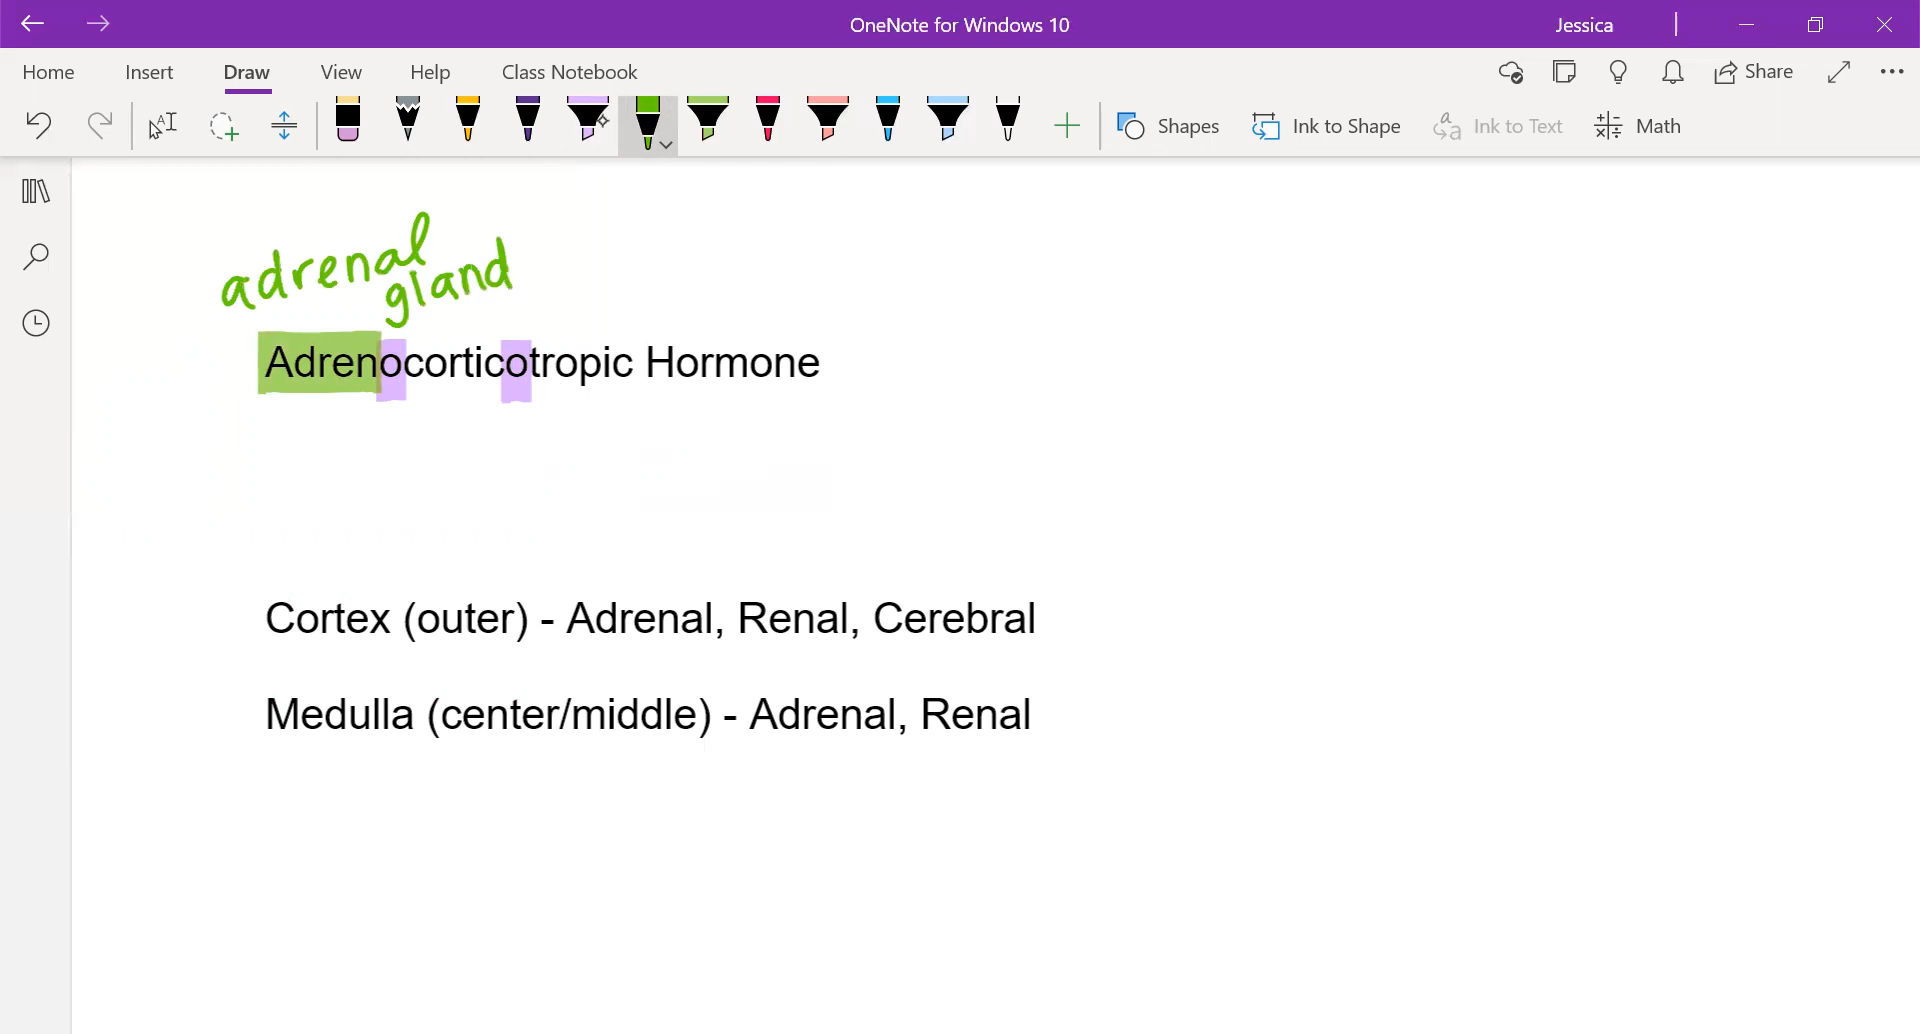 OneNote for Windows 10
Jessica
Home Insert Draw View Help Class Notebook
Share
Shapes Ink to Shape Ink to Text Math
adrenal
gland
Adrenocorticotropic Hormone
Cortex (outer) - Adrenal, Renal, Cerebral
Medulla (center/middle) - Adrenal, Renal